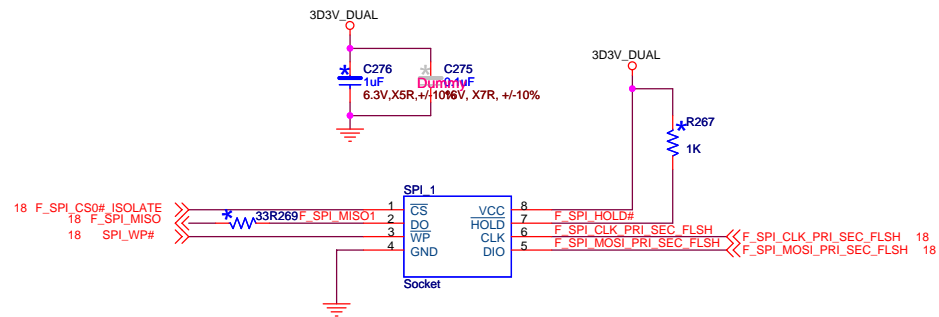 3D3V_DUAL
C276
1uF
6.3V,X5R,+/-10%
C275
0.1uF
Dummy
16V, X7R, +/-10%
3D3V_DUAL
R267
1K
SPI_1
18 F_SPI_CS0#_ISOLATE
18 F_SPI_MISO
18 SPI_WP#
33R269
F_SPI_MISO1
1 CS
2 DO
3 WP
4 GND
VCC 8
HOLD 7
CLK 6
DIO 5
F_SPI_HOLD#
F_SPI_CLK_PRI_SEC_FLSH
F_SPI_MOSI_PRI_SEC_FLSH
F_SPI_CLK_PRI_SEC_FLSH 18
F_SPI_MOSI_PRI_SEC_FLSH 18
Socket